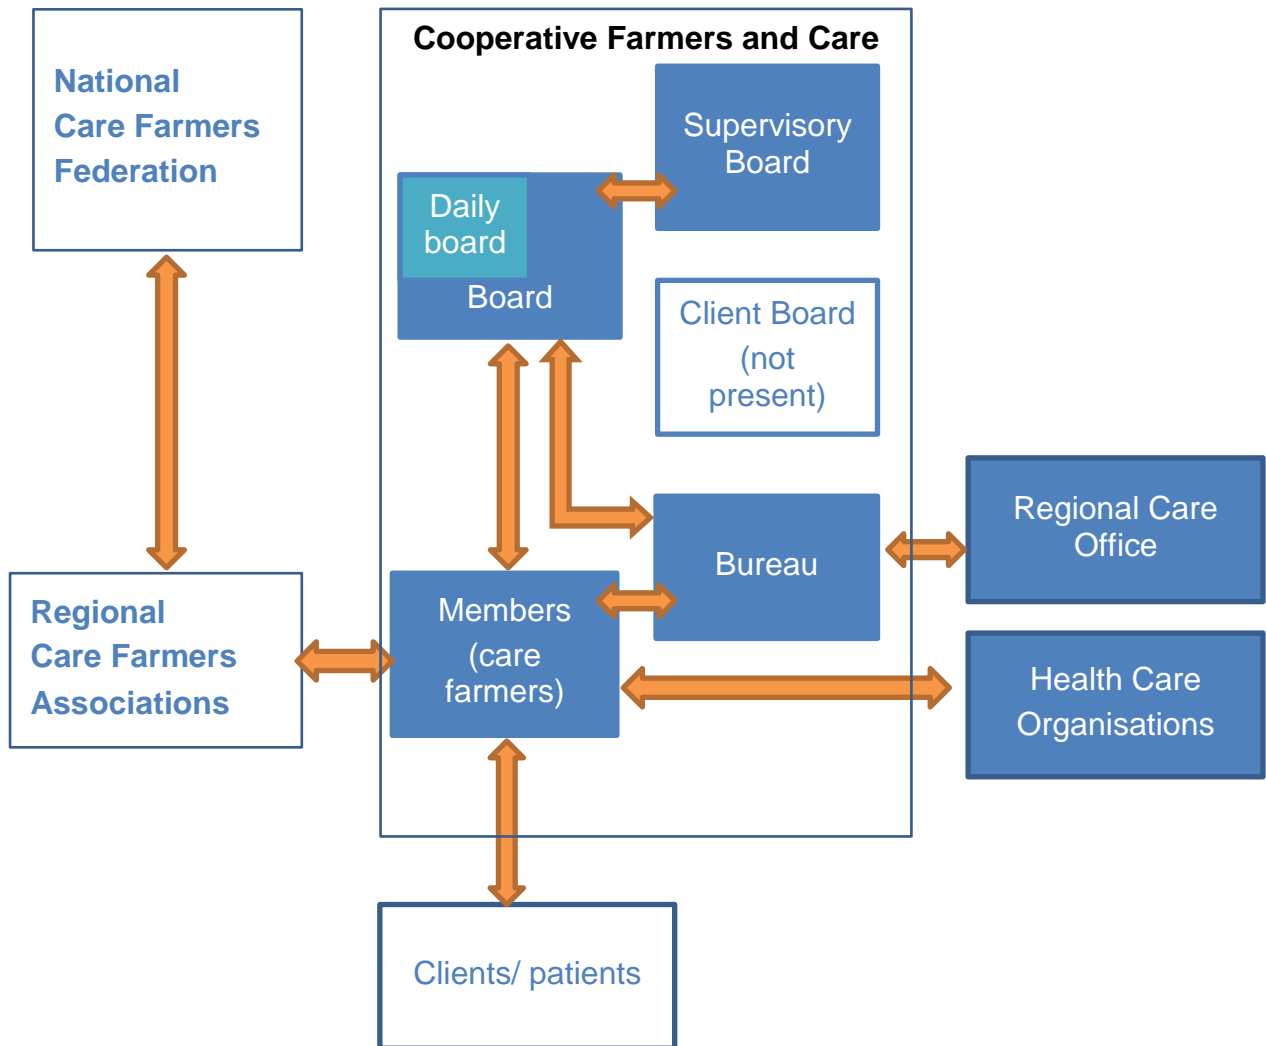 Cooperative Farmers and Care
National
Care Farmers
Federation
Supervisory
Board
Daily
board
Board
Client Board
(not
present)
Regional Care
Office
Bureau
Members
(care
farmers)
Regional
Care Farmers
Associations
Health Care
Organisations
Clients/ patients